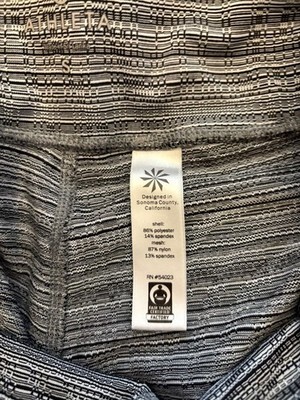 ATHLETA
S
Designed in
Sonoma County,
California
shell:
86% polyester
14% spandex
mesh:
87% nylon
13% spandex
RN #54023
FAIR TRADE
CERTIFIED
FACTORY